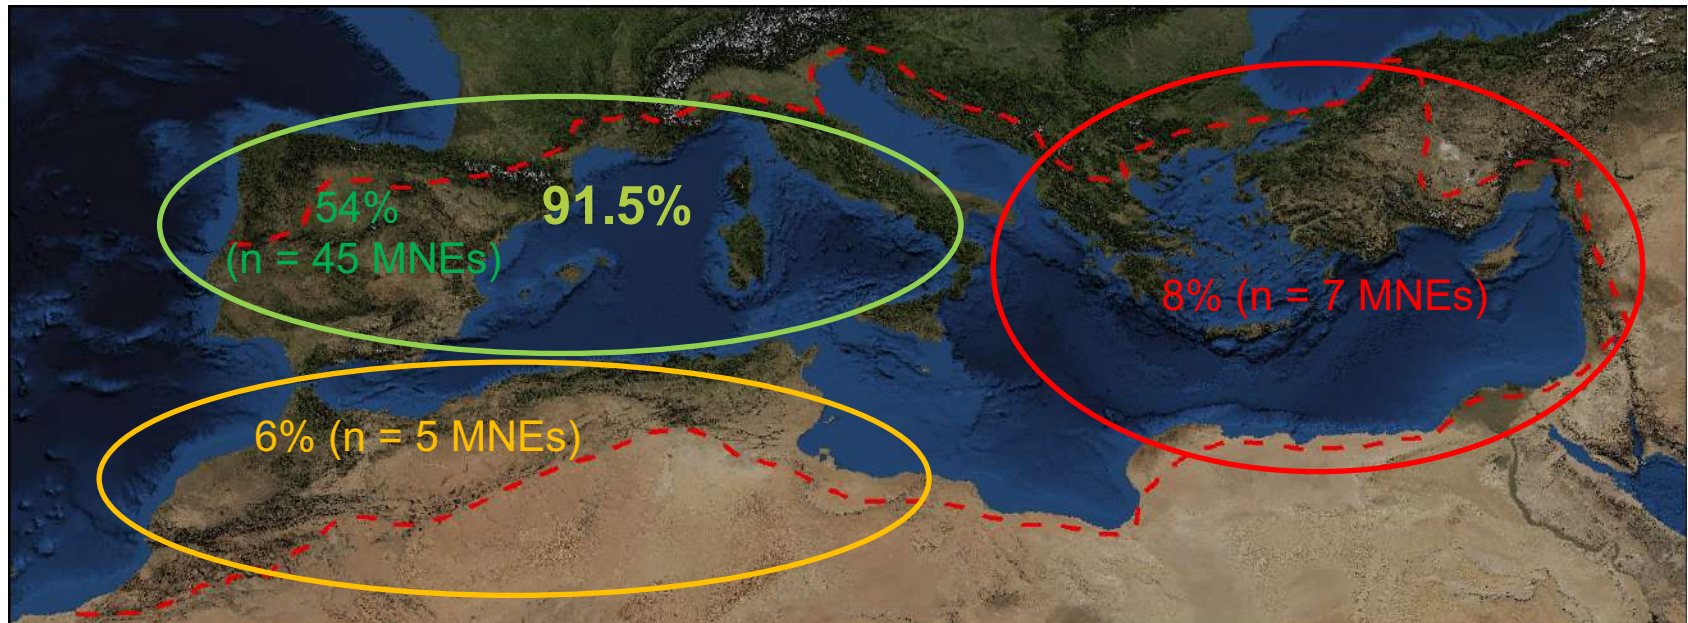 54%
(n = 45 MNEs)
91.5%
8% (n = 7 MNEs)
6% (n = 5 MNEs)